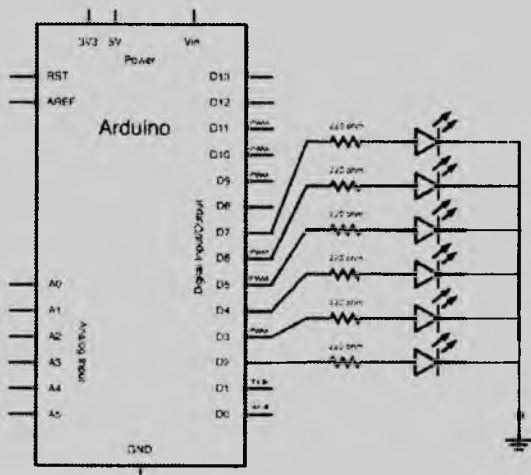 3V3 5V Vin
Power
RST
AREF
Arduino
D13
D12
D11 PWM
D10 PWM
D9 PWM
D8
D7
D6 PWM
D5 PWM
D4
D3 PWM
D2
D1
D0
Digital Input/Output
A0
A1
A2
A3
A4
A5
Analog Input
GND
220 ohm
220 ohm
220 ohm
220 ohm
220 ohm
220 ohm